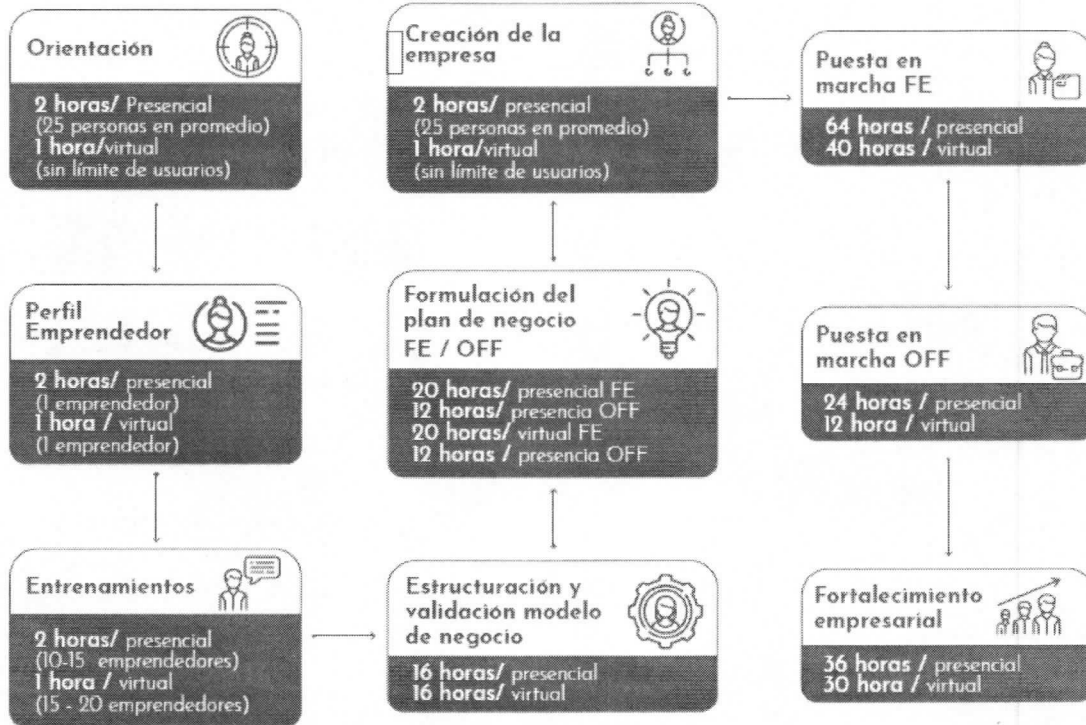 Orientación
2 horas/ Presencial
(25 personas en promedio)
1 hora/virtual
(sin límite de usuarios)
Perfil
Emprendedor
2 horas/ presencial
(1 emprendedor)
1 hora / virtual
(1 emprendedor)
Entrenamientos
2 horas/ presencial
(10-15 emprendedores)
1 hora / virtual
(15 - 20 emprendedores)
Estructuración y
validación modelo
de negocio
16 horas/ presencial
16 horas/ virtual
Formulación del
plan de negocio
FE / OFF
20 horas/ presencial FE
12 horas/ presencia OFF
20 horas/ virtual FE
12 horas / presencia OFF
Creación de la
empresa
2 horas/ presencial
(25 personas en promedio)
1 hora/virtual
(sin límite de usuarios)
Puesta en
marcha FE
64 horas / presencial
40 horas / virtual
Puesta en
marcha OFF
24 horas / presencial
12 hora / virtual
Fortalecimiento
empresarial
36 horas / presencial
30 hora / virtual